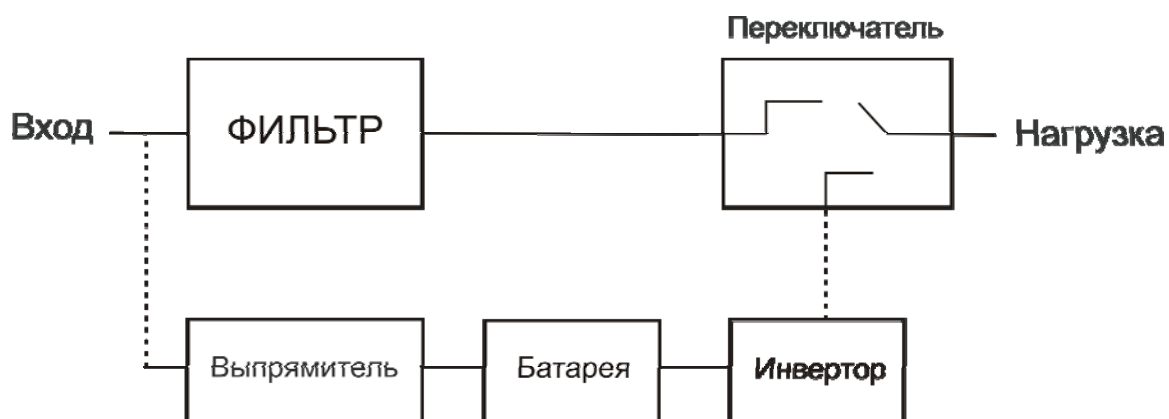 Переключатель
Вход
ФИЛЬТР
Нагрузка
Выпрямитель
Батарея
Инвертор